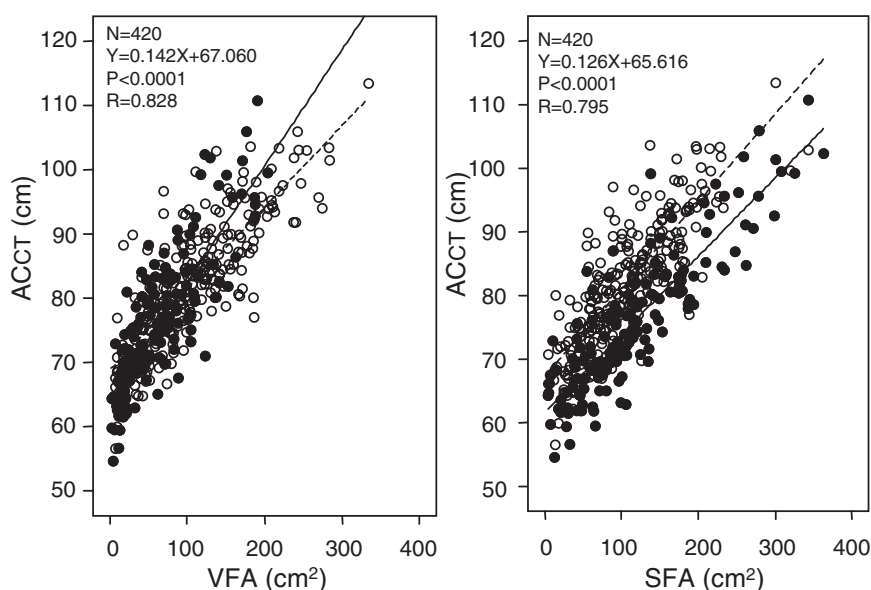 120
110
100
90
80
70
60
50
ACCT (cm)
N=420
Y=0.142X+67.060
P<0.0001
R=0.828
0 100 200 300 400
VFA (cm²)
120
110
100
90
80
70
60
50
ACCT (cm)
N=420
Y=0.126X+65.616
P<0.0001
R=0.795
0 100 200 300 400
SFA (cm²)